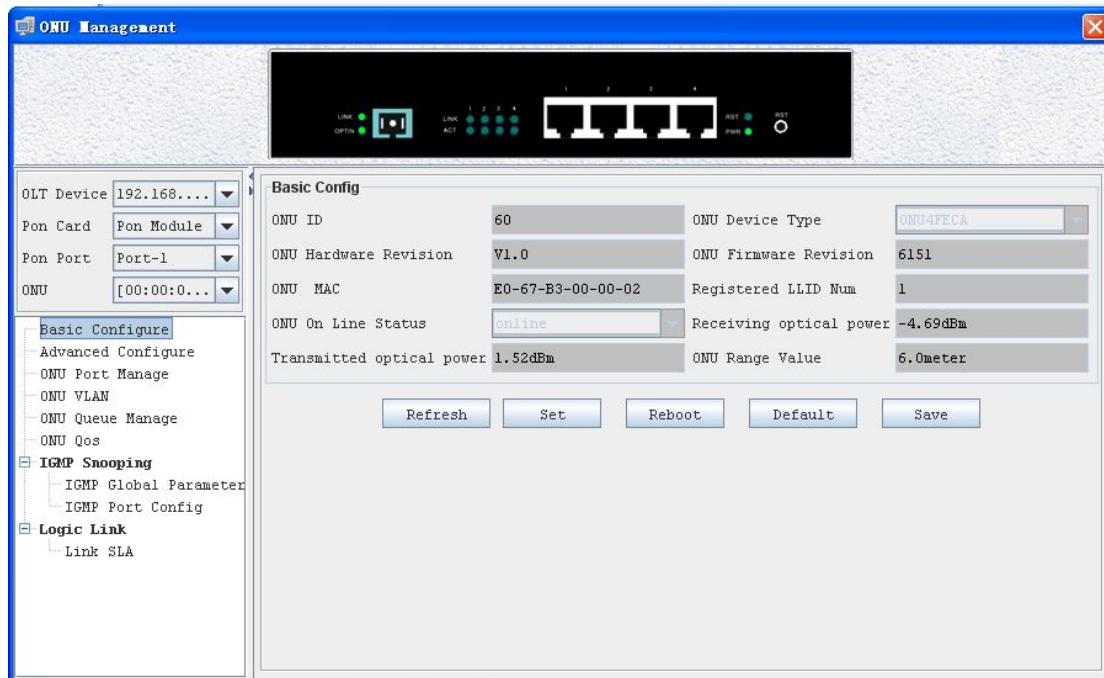 ONU Management
1 2 3 4
LINK
OPTIN
1 2 3 4
LINK
ACT
RST
PWR
RST
OLT Device 192.168....
Pon Card Pon Module
Pon Port Port-1
ONU [00:00:0...
Basic Configure
Advanced Configure
ONU Port Manage
ONU VLAN
ONU Queue Manage
ONU Qos
IGMP Snooping
IGMP Global Parameter
IGMP Port Config
Logic Link
Link SLA
Basic Config
ONU ID 60 ONU Device Type ONU4FECA
ONU Hardware Revision V1.0 ONU Firmware Revision 6151
ONU MAC E0-67-B3-00-00-02 Registered LLID Num 1
ONU On Line Status online Receiving optical power -4.69dBm
Transmitted optical power 1.52dBm ONU Range Value 6.0meter
Refresh Set Reboot Default Save